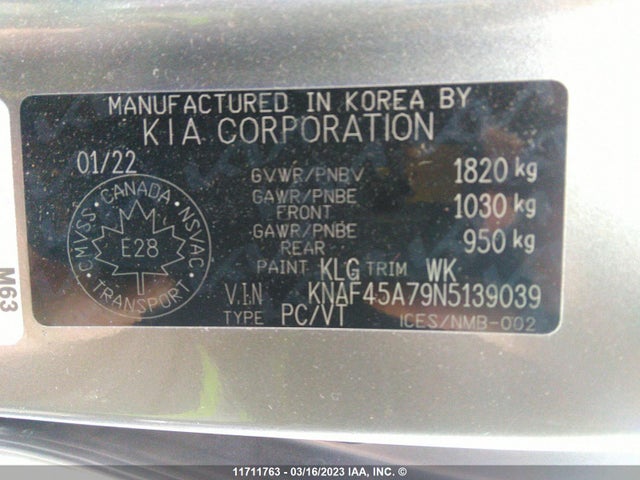 MANUFACTURED IN KOREA BY
KIA CORPORATION
01/22
GVWR/PNBV 1820 kg
GAWR/PNBE FRONT 1030 kg
GAWR/PNBE REAR 950 kg
PAINT KLG TRIM WK
V.I.N KNAF45A79N5139039
TYPE PC/VT ICES/NMB-002
CMVSS CANADA NSVAC
E28
TRANSPORT
M63
11711763 - 03/16/2023 IAA, INC. ©